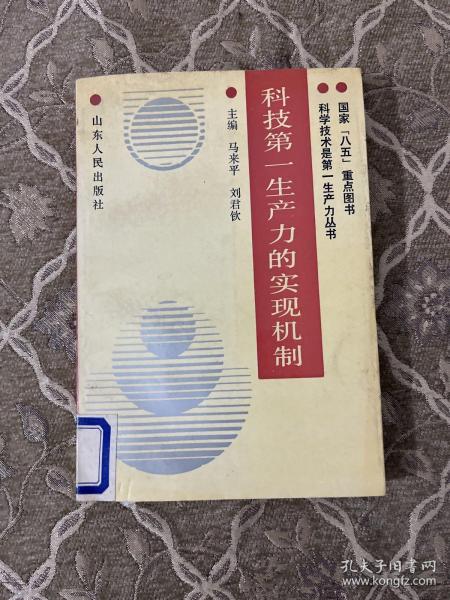 国家「八五」重点图书
科学技术是第一生产力丛书
科技第一生产力的实现机制
主编 马来平 刘君钦
山东人民出版社
孔夫子旧书网
www.kongfz.com